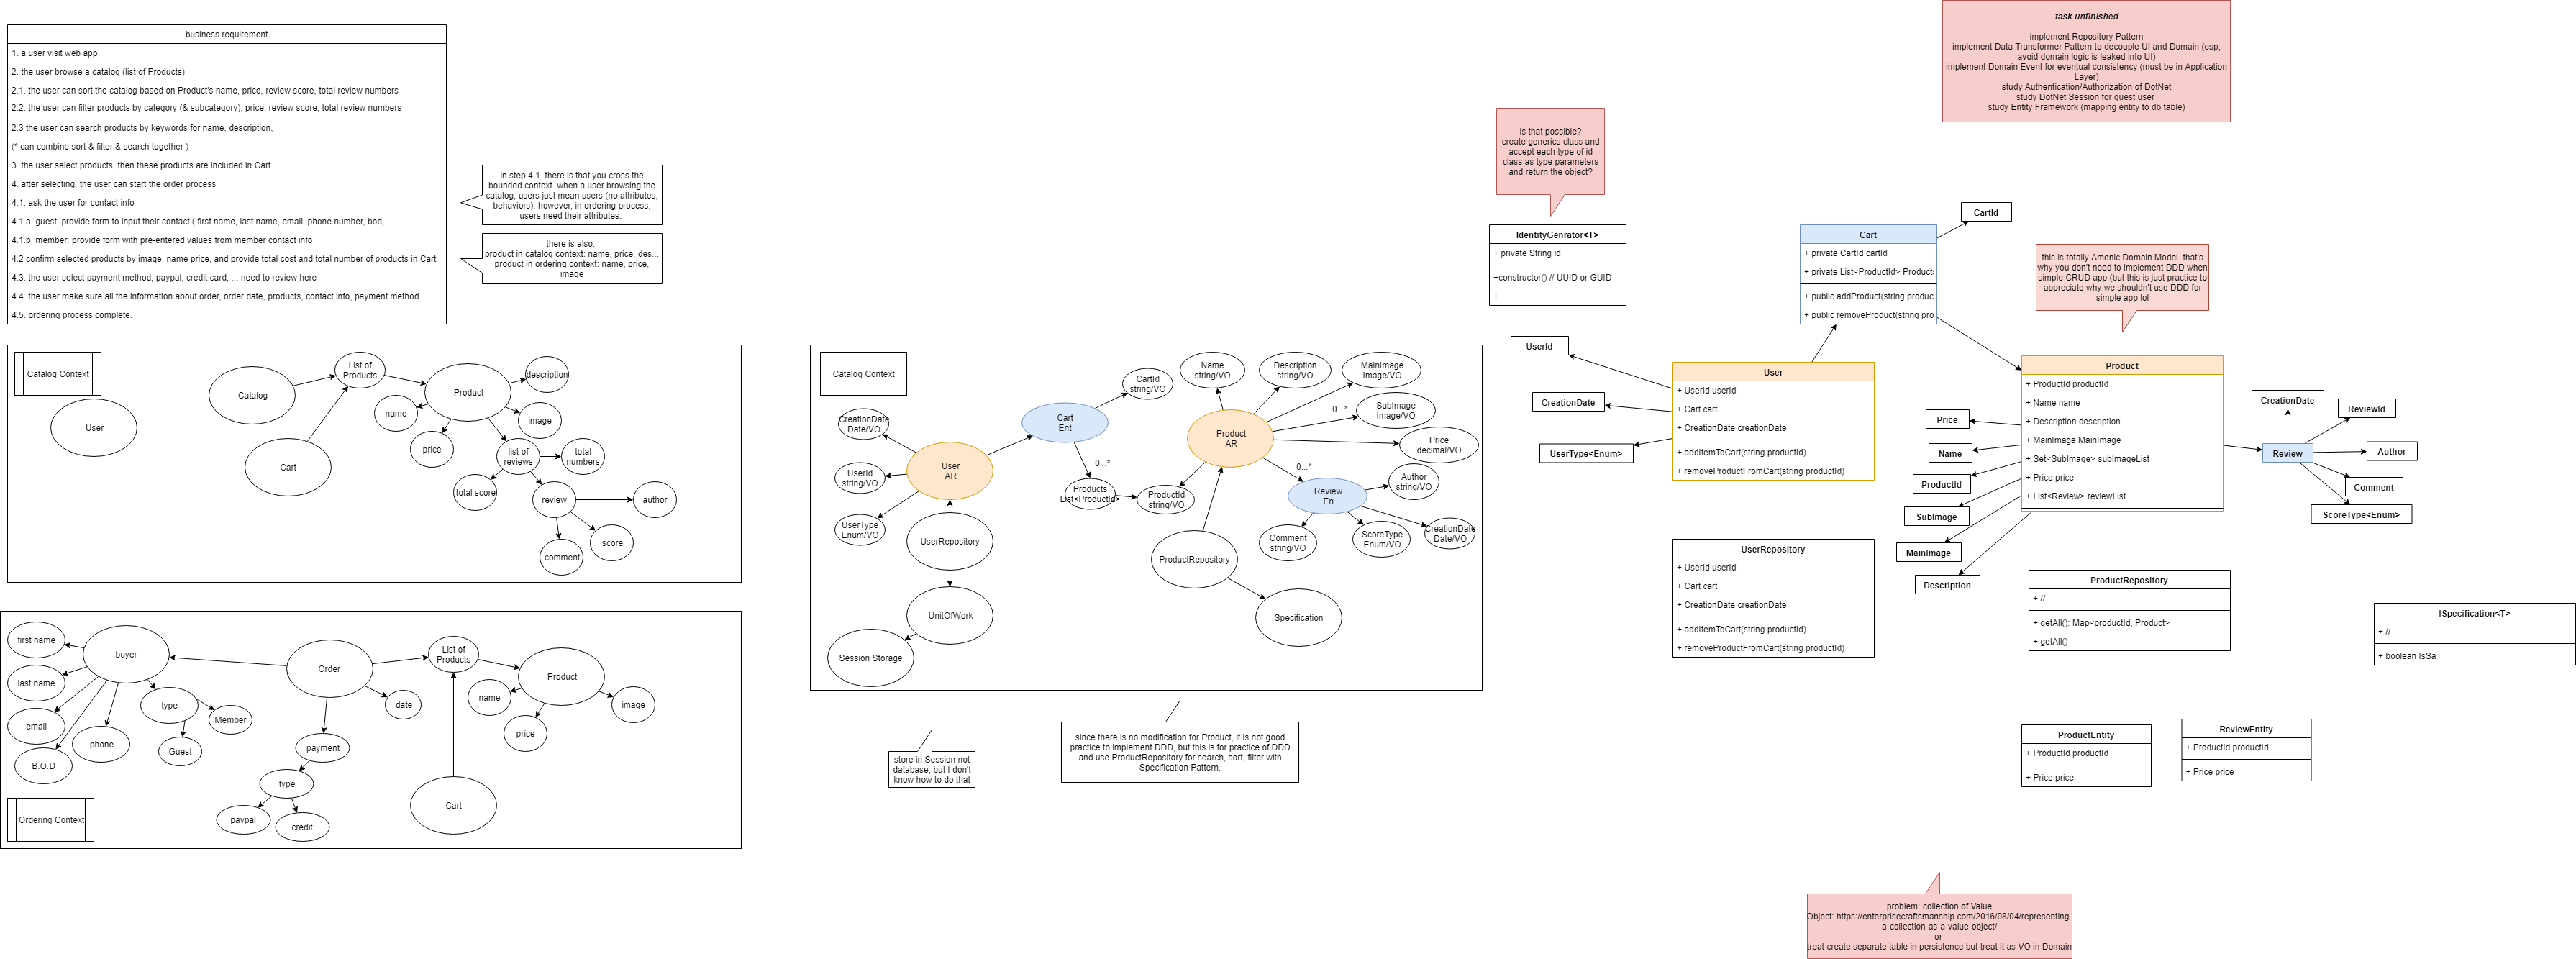 business requirement
1. a user visit web app
2. the user browse a catalog (list of Products)
2.1. the user can sort the catalog based on Product's name, price, review score, total review numbers
2.2. the user can filter products by category (& subcategory), price, review score, total review numbers
2.3 the user can search products by keywords for name, description,
(* can combine sort & filter & search together )
3. the user select products, then these products are included in Cart
4. after selecting, the user can start the order process
4.1. ask the user for contact info
4.1.a  guest: provide form to input their contact ( first name, last name, email, phone number, bod,
4.1.b  member: provide form with pre-entered values from member contact info
4.2 confirm selected products by image, name price, and provide total cost and total number of products in Cart
4.3. the user select payment method, paypal, credit card, ... need to review here
4.4. the user make sure all the information about order, order date, products, contact info, payment method.
4.5. ordering process complete.
in step 4.1. there is that you cross the
bounded context. when a user browsing the
catalog, users just mean users (no attributes,
behaviors). however, in ordering process,
users need their attributes.
there is also:
product in catalog context: name, price, des...
product in ordering context: name, price,
image
Catalog Context
User
Catalog
Cart
List of
Products
Product
description
name
price
image
list of
reviews
total
numbers
total score
review
author
score
comment
first name
last name
email
B.O.D
phone
buyer
type
Member
Guest
Order
date
payment
type
paypal
credit
List of
Products
Cart
Product
name
price
image
Ordering Context
Catalog Context
CreationDate
Date/VO
UserId
string/VO
UserType
Enum/VO
User
AR
UserRepository
UnitOfWork
Session Storage
Cart
Ent
CartId
string/VO
0...*
Products
List<ProductId>
ProductId
string/VO
Name
string/VO
Description
string/VO
MainImage
Image/VO
0...*
SubImage
Image/VO
Price
decimal/VO
Product
AR
0...*
Review
En
Author
string/VO
Comment
string/VO
ScoreType
Enum/VO
CreationDate
Date/VO
ProductRepository
Specification
store in Session not
database, but I don't
know how to do that
since there is no modification for Product, it is not good
practice to implement DDD, but this is for practice of DDD
and use ProductRepository for search, sort, filter with
Specification Pattern.
task unfinished
implement Repository Pattern
implement Data Transformer Pattern to decouple UI and Domain (esp,
avoid domain logic is leaked into UI)
implement Domain Event for eventual consistency (must be in Application
Layer)
study Authentication/Authorization of DotNet
study DotNet Session for guest user
study Entity Framework (mapping entity to db table)
is that possible?
create generics class and
accept each type of id
class as type parameters
and return the object?
IdentityGenrator<T>
+ private String id
+constructor() // UUID or GUID
+
CartId
Cart
+ private CartId cartId
+ private List<ProductId> Products
+ public addProduct(string produc
+ public removeProduct(string pro
this is totally Amenic Domain Model. that's
why you don't need to implement DDD when
simple CRUD app (but this is just practice to
appreciate why we shouldn't use DDD for
simple app lol
UserId
CreationDate
UserType<Enum>
User
+ UserId userId
+ Cart cart
+ CreationDate creationDate
+ addItemToCart(string productId)
+ removeProductFromCart(string productId)
Product
+ ProductId productId
+ Name name
+ Description description
+ MainImage MainImage
+ Set<SubImage> subImageList
+ Price price
+ List<Review> reviewList
Price
Name
ProductId
SubImage
MainImage
Description
CreationDate
ReviewId
Review
Author
Comment
ScoreType<Enum>
UserRepository
+ UserId userId
+ Cart cart
+ CreationDate creationDate
+ addItemToCart(string productId)
+ removeProductFromCart(string productId)
ProductRepository
+ //
+ getAll(): Map<productId, Product>
+ getAll()
ISpecification<T>
+ //
+ boolean IsSa
ProductEntity
+ ProductId productId
+ Price price
ReviewEntity
+ ProductId productId
+ Price price
problem: collection of Value
Object: https://enterprisecraftsmanship.com/2016/08/04/representing-
a-collection-as-a-value-object/
or
treat create separate table in persistence but treat it as VO in Domain